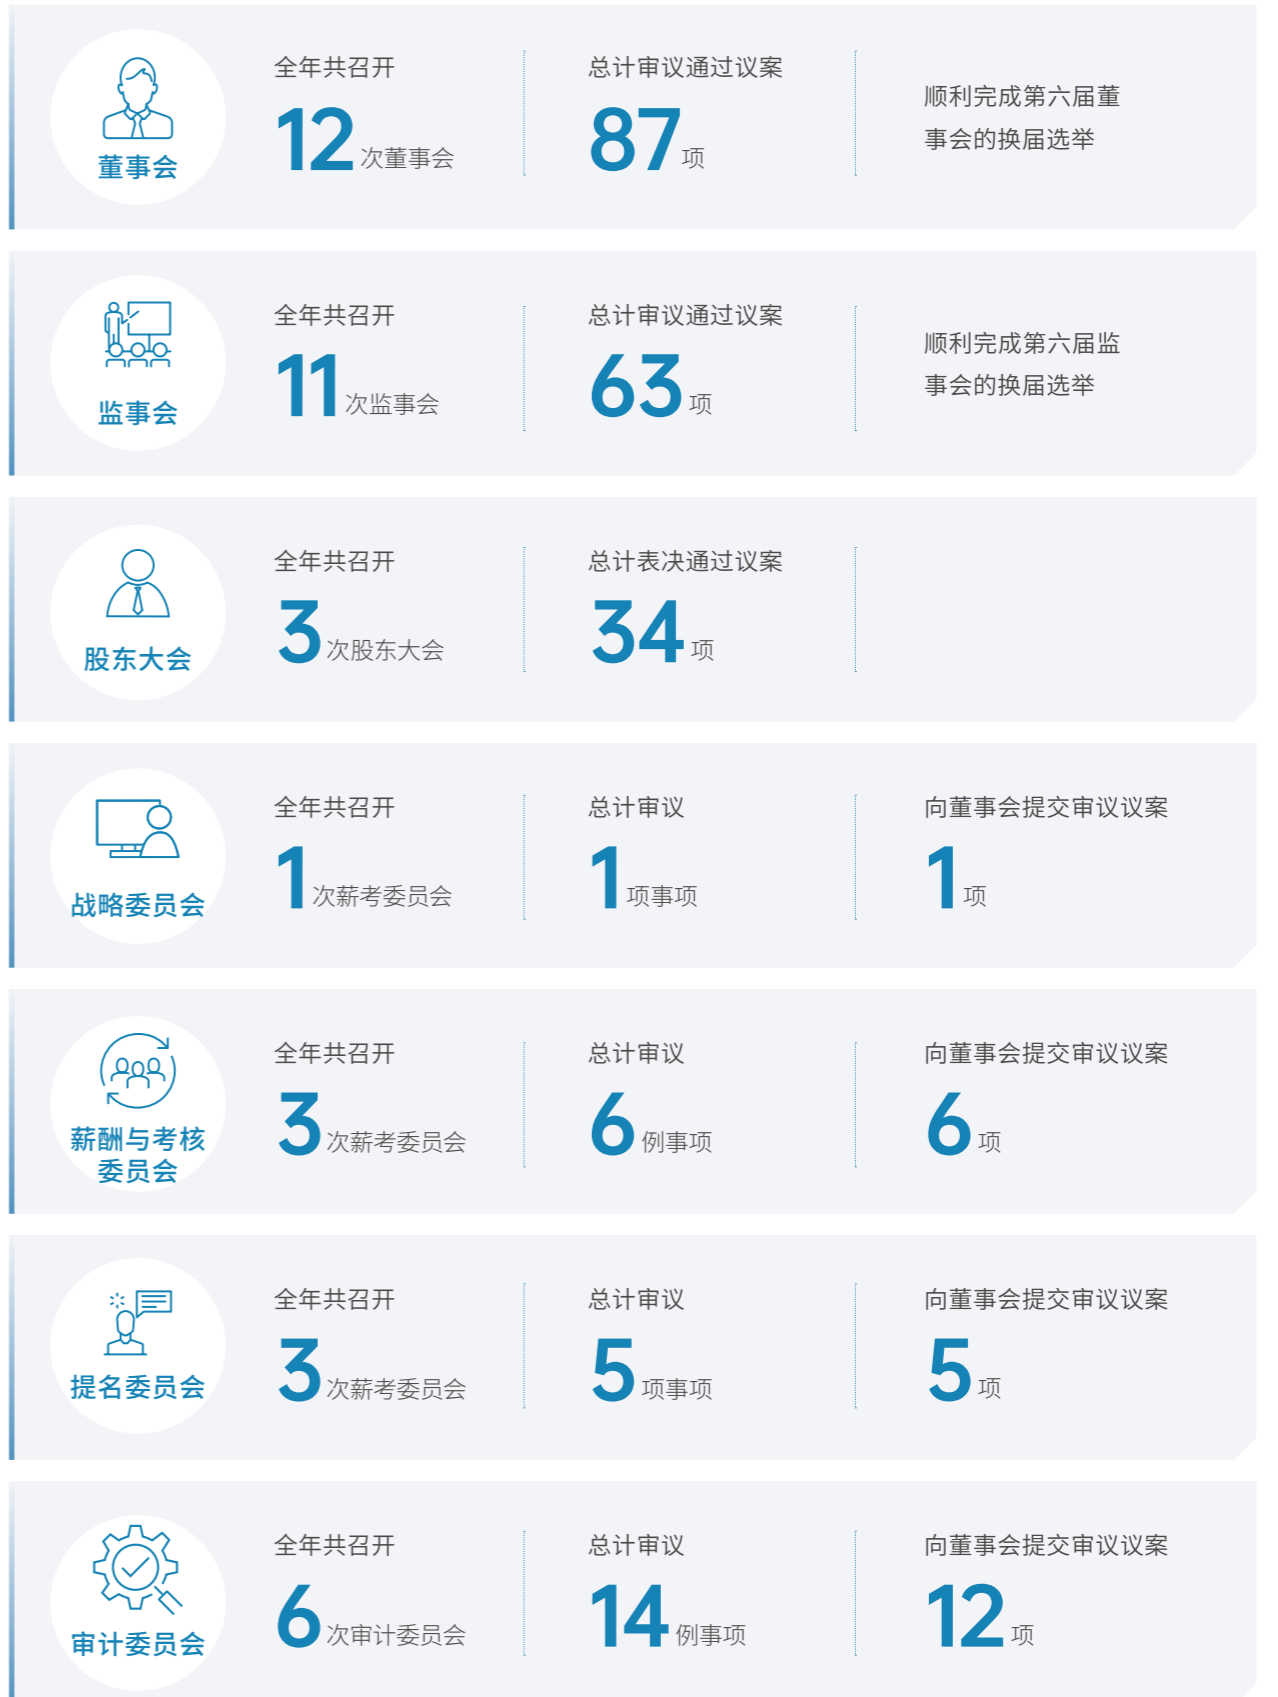 董事会
全年共召开
12次董事会
总计审议通过议案
87项
顺利完成第六届董
事会的换届选举
监事会
全年共召开
11次监事会
总计审议通过议案
63项
顺利完成第六届监
事会的换届选举
股东大会
全年共召开
3次股东大会
总计表决通过议案
34项
战略委员会
全年共召开
1次薪考委员会
总计审议
1项事项
向董事会提交审议议案
1项
薪酬与考核
委员会
全年共召开
3次薪考委员会
总计审议
6例事项
向董事会提交审议议案
6项
提名委员会
全年共召开
3次薪考委员会
总计审议
5项事项
向董事会提交审议议案
5项
审计委员会
全年共召开
6次审计委员会
总计审议
14例事项
向董事会提交审议议案
12项